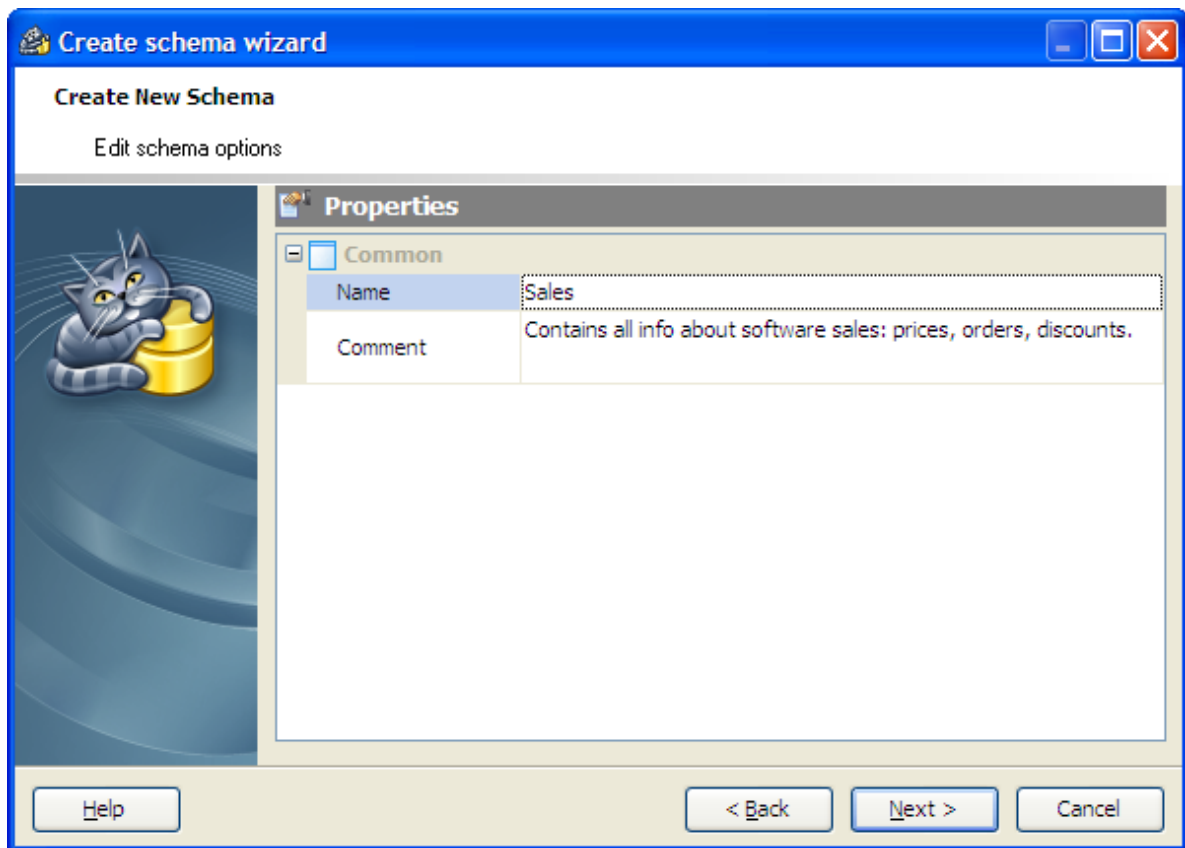 Create schema wizard
Create New Schema
Edit schema options
Properties
Common
Name Sales
Comment Contains all info about software sales: prices, orders, discounts.
Help < Back Next > Cancel